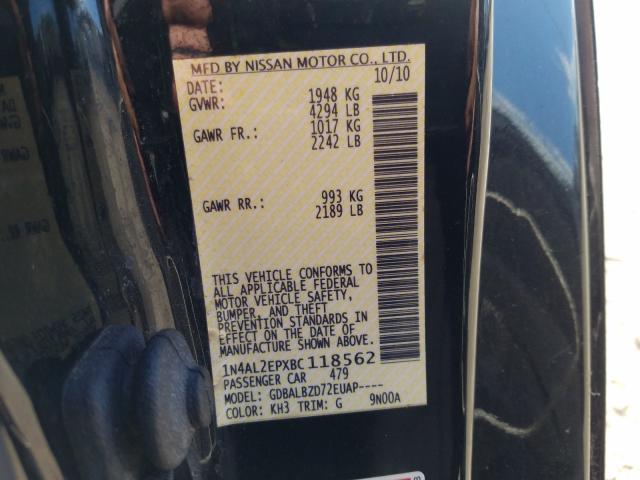 MFD BY NISSAN MOTOR CO., LTD.
DATE: 10/10
GVWR: 1948 KG
4294 LB
GAWR FR.: 1017 KG
2242 LB
GAWR RR.: 993 KG
2189 LB
THIS VEHICLE CONFORMS TO
ALL APPLICABLE FEDERAL
MOTOR VEHICLE SAFETY,
BUMPER, AND THEFT
PREVENTION STANDARDS IN
EFFECT ON THE DATE OF
MANUFACTURE SHOWN ABOVE.
1N4AL2EPXBC118562
PASSENGER CAR 479
MODEL: GDBALBZD72EUAP----
COLOR: KH3 TRIM: G 9N00A